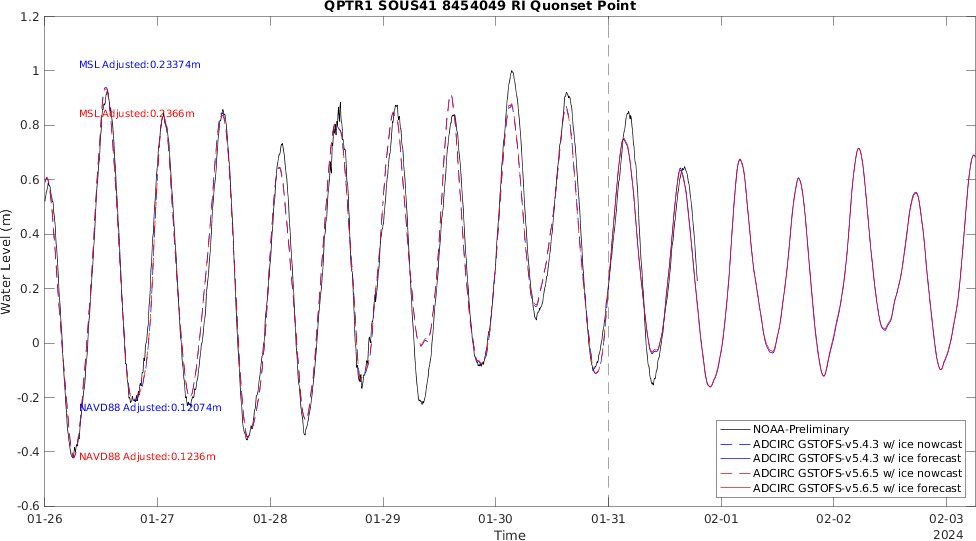 QPTR1 SOUS41 8454049 RI Quonset Point
1.2
1
0.8
0.6
0.4
0.2
0
-0.2
-0.4
-0.6
Water Level (m)
MSL Adjusted:0.23374m
MSL Adjusted:0.2366m
NAVD88 Adjusted:0.12074m
NAVD88 Adjusted:0.1236m
NOAA-Preliminary
ADCIRC GSTOFS-v5.4.3 w/ ice nowcast
ADCIRC GSTOFS-v5.4.3 w/ ice forecast
ADCIRC GSTOFS-v5.6.5 w/ ice nowcast
ADCIRC GSTOFS-v5.6.5 w/ ice forecast
01-26 01-27 01-28 01-29 01-30 01-31 02-01 02-02 02-03
Time
2024